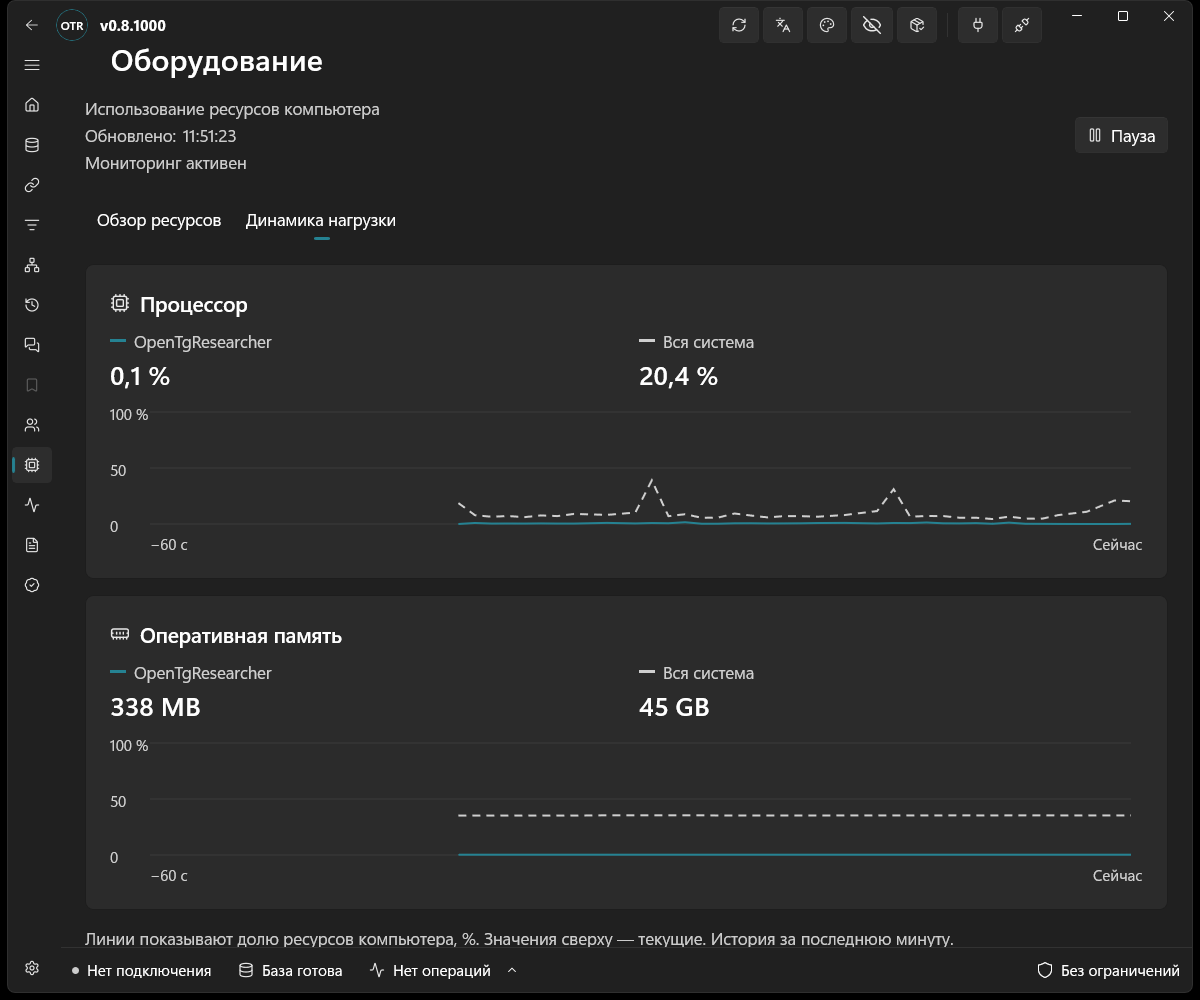 OTR v0.8.1000
Оборудование
Использование ресурсов компьютера
Обновлено: 11:51:23
Мониторинг активен
Пауза
Обзор ресурсов Динамика нагрузки
Процессор
OpenTgResearcher Вся система
0,1 % 20,4 %
100 %
50
0
−60 с Сейчас
Оперативная память
OpenTgResearcher Вся система
338 MB 45 GB
100 %
50
0
−60 с Сейчас
Линии показывают долю ресурсов компьютера, %. Значения сверху — текущие. История за последнюю минуту.
Нет подключения База готова Нет операций Без ограничений